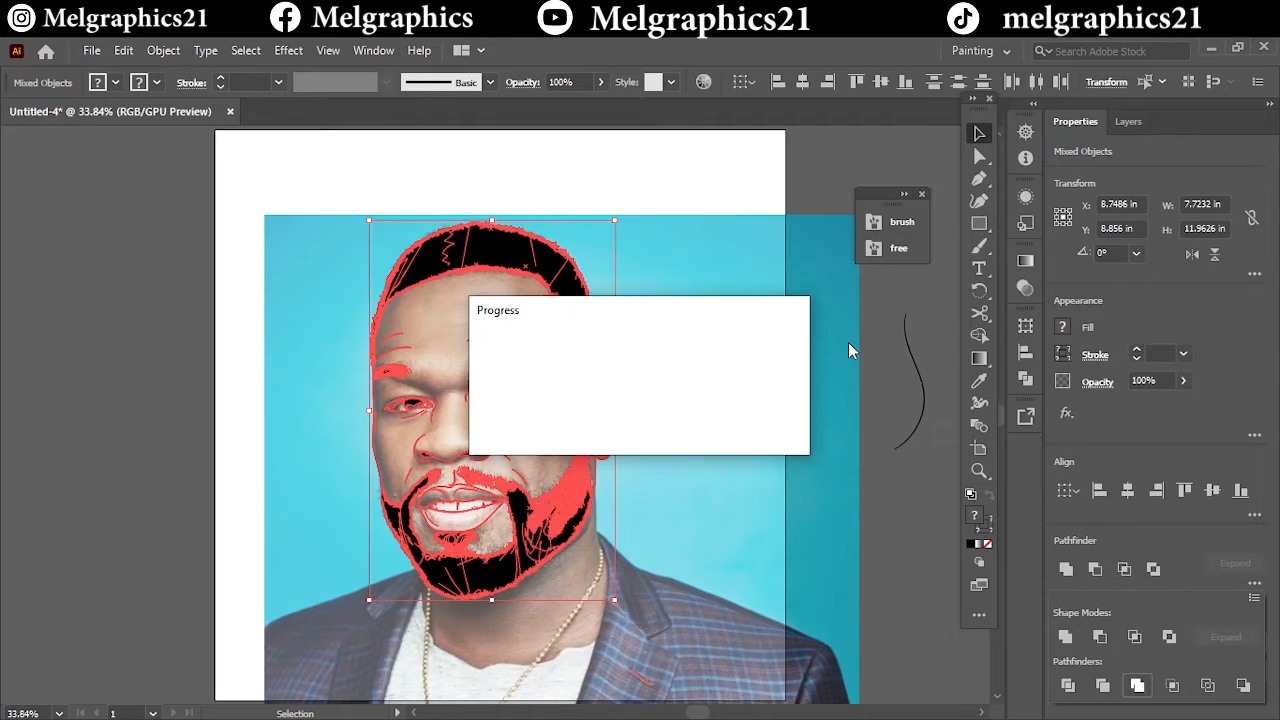 Melgraphics21 Melgraphics Melgraphics21 melgraphics21
Ai File Edit Object Type Select Effect View Window Help Painting Search Adobe Stock
Mixed Objects ? ? Stroke: Basic Opacity: 100% Style: Transform
Untitled-4* @ 33.84% (RGB/GPU Preview)
Properties Layers
Mixed Objects
Transform
X: 8.7486 in W: 7.7232 in
Y: 8.856 in H: 11.9626 in
0°
brush
free
Appearance
? Fill
Stroke
Opacity 100%
fx.
Progress
Align
Pathfinder
Expand
Shape Modes:
Expand
Pathfinders:
33.84% 1 Selection